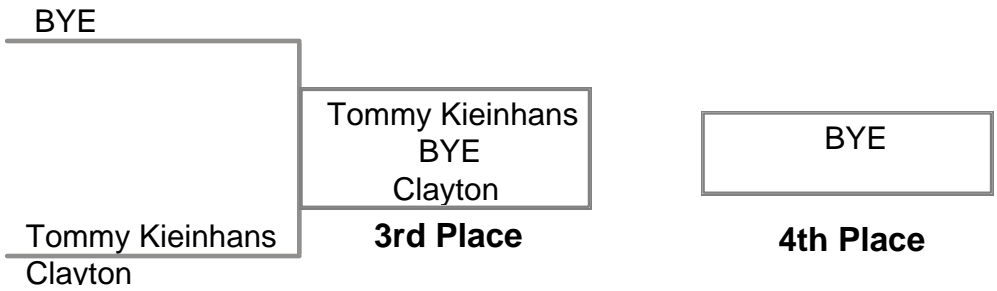 BYE
Tommy Kieinhans
BYE
Clayton
3rd Place
BYE
4th Place
Tommy Kieinhans
Clayton